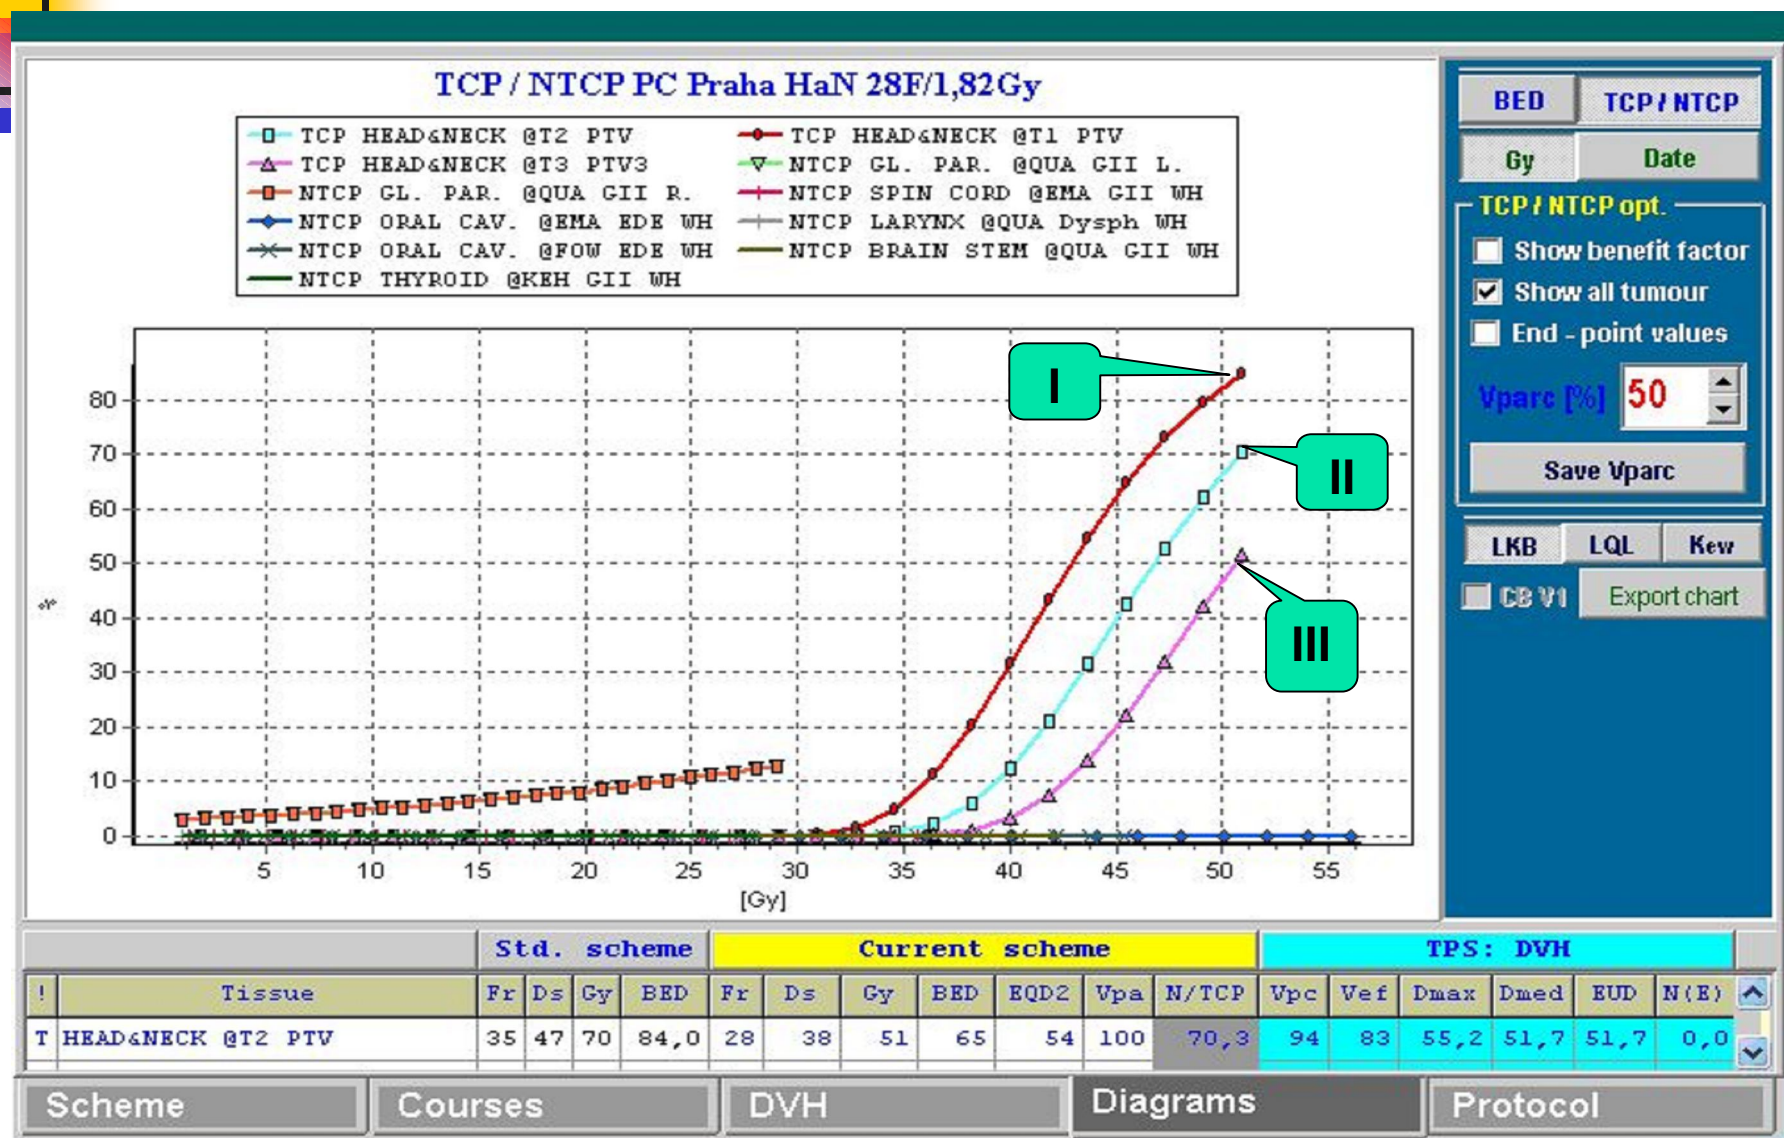 TCP / NTCP PC Praha HaN 28F/1,82Gy
TCP HEAD&NECK @T2 PTV
TCP HEAD&NECK @T1 PTV
TCP HEAD&NECK @T3 PTV3
NTCP GL. PAR. @QUA GII L.
NTCP GL. PAR. @QUA GII R.
NTCP SPIN CORD @EMA GII WH
NTCP ORAL CAV. @EMA EDE WH
NTCP LARYNX @QUA Dysph WH
NTCP ORAL CAV. @FOW EDE WH
NTCP BRAIN STEM @QUA GII WH
NTCP THYROID @KEH GII WH
80
70
60
50
40
30
20
10
0
%
5 10 15 20 25 30 35 40 45 50 55
[Gy]
I
II
III
BED TCP / NTCP
Gy Date
TCP / NTCP opt.
Show benefit factor
Show all tumour
End - point values
Vparc [%] 50
Save Vparc
LKB LQL Kew
CB V1 Export chart
Std. scheme Current scheme TPS: DVH
! Tissue Fr Ds Gy BED Fr Ds Gy BED EQD2 Vpa N/TCP Vpc Vef Dmax Dmed EUD N(E)
T HEAD&NECK @T2 PTV 35 47 70 84,0 28 38 51 65 54 100 70,3 94 83 55,2 51,7 51,7 0,0
Scheme Courses DVH Diagrams Protocol